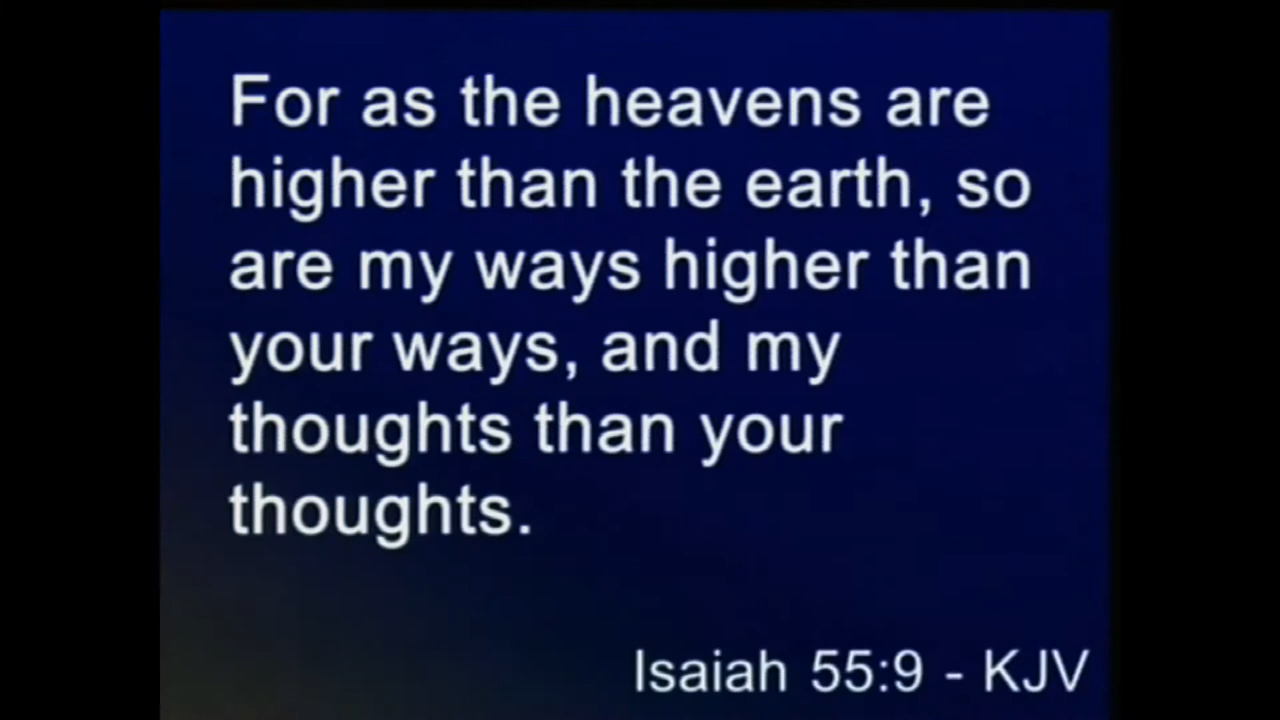 For as the heavens are
higher than the earth, so
are my ways higher than
your ways, and my
thoughts than your
thoughts.
Isaiah 55:9 - KJV